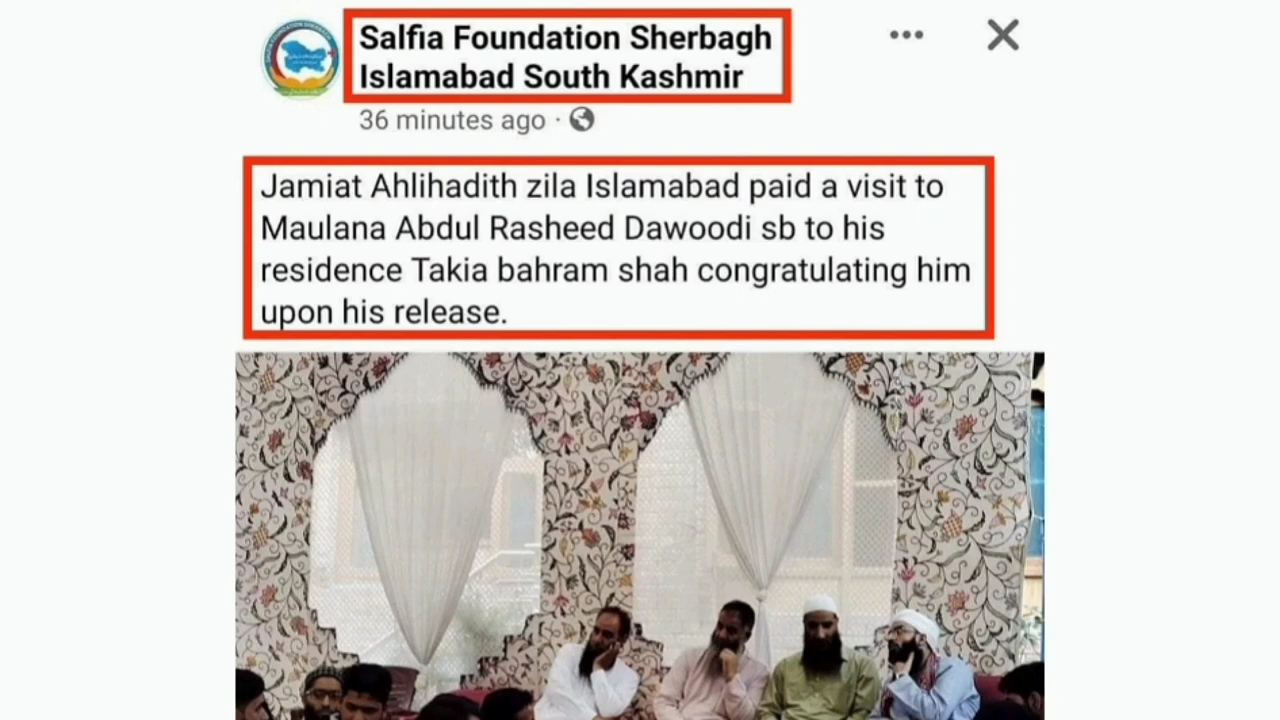 Salfia Foundation Sherbagh
Islamabad South Kashmir
36 minutes ago ·
Jamiat Ahlihadith zila Islamabad paid a visit to
Maulana Abdul Rasheed Dawoodi sb to his
residence Takia bahram shah congratulating him
upon his release.